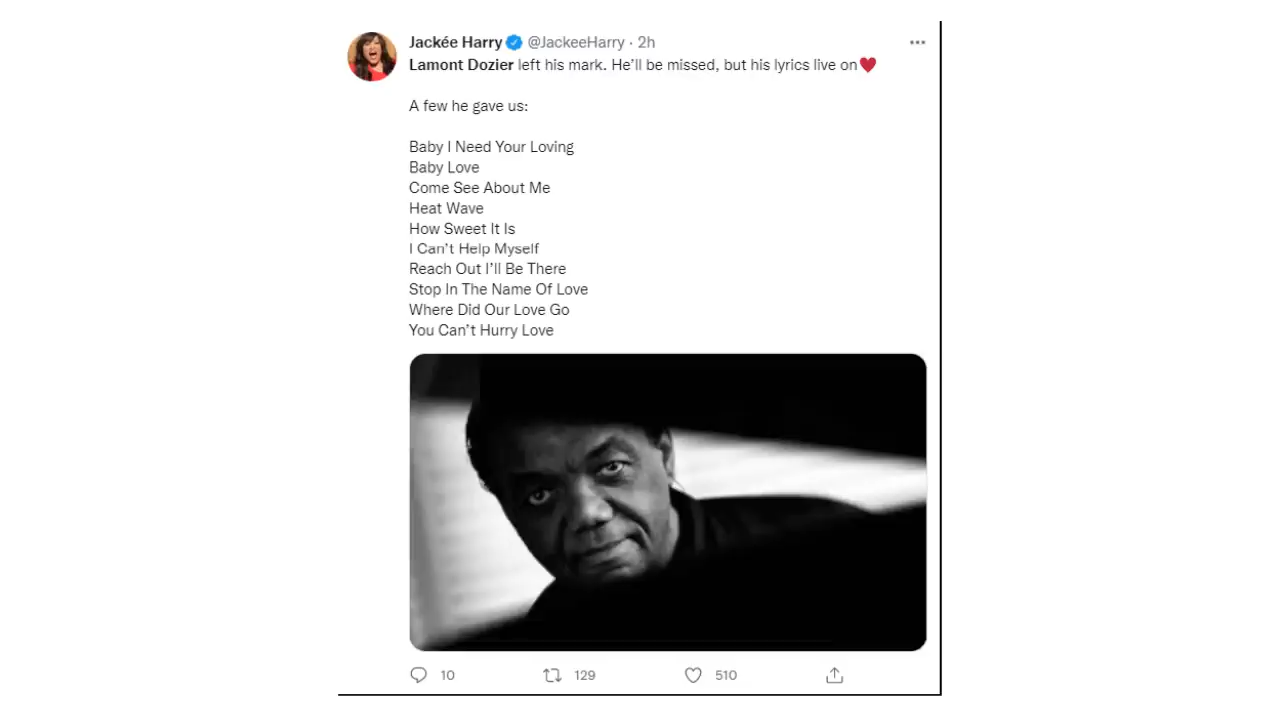 Jackée Harry @JackeeHarry · 2h
Lamont Dozier left his mark. He'll be missed, but his lyrics live on❤
A few he gave us:
Baby I Need Your Loving
Baby Love
Come See About Me
Heat Wave
How Sweet It Is
I Can't Help Myself
Reach Out I'll Be There
Stop In The Name Of Love
Where Did Our Love Go
You Can't Hurry Love
10 129 510